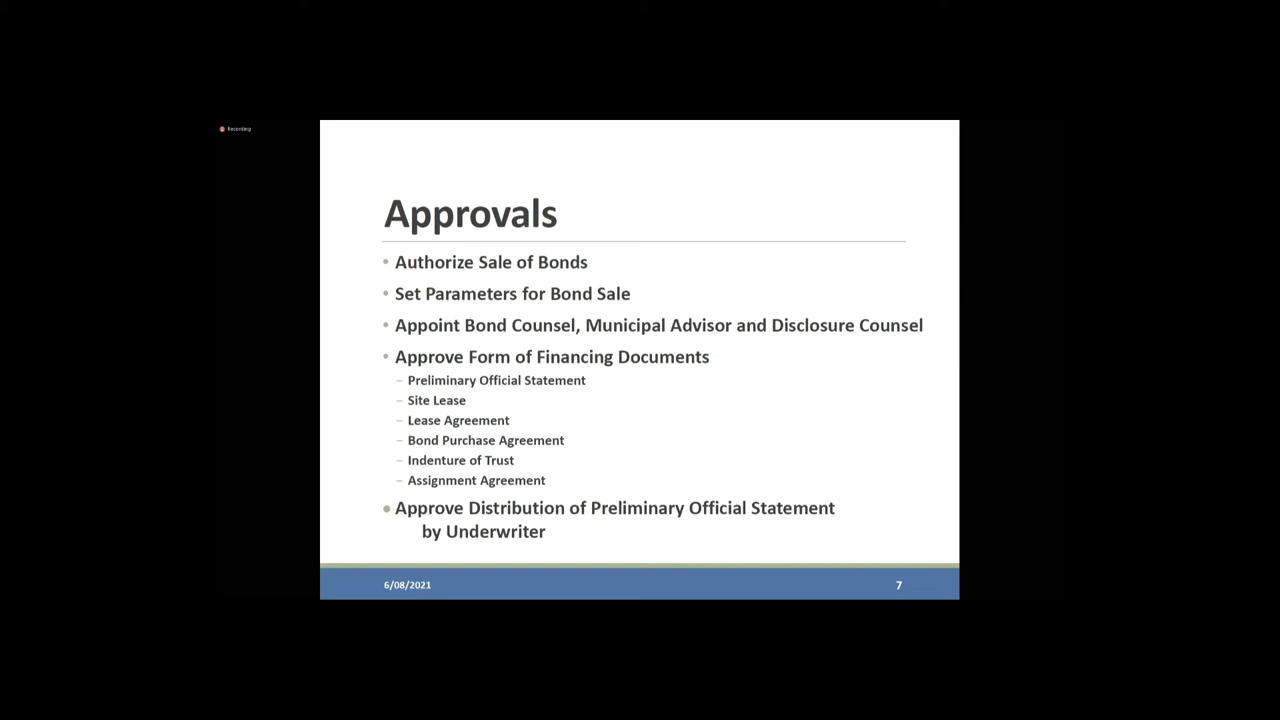 Recording
Approvals
• Authorize Sale of Bonds
• Set Parameters for Bond Sale
• Appoint Bond Counsel, Municipal Advisor and Disclosure Counsel
• Approve Form of Financing Documents
– Preliminary Official Statement
– Site Lease
– Lease Agreement
– Bond Purchase Agreement
– Indenture of Trust
– Assignment Agreement
• Approve Distribution of Preliminary Official Statement
by Underwriter
6/08/2021
7